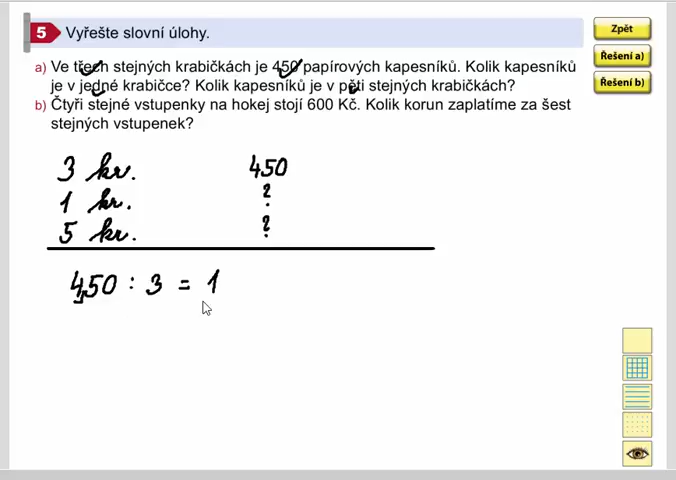 5 Vyřešte slovní úlohy.
Zpět
Řešení a)
Řešení b)
a) Ve třech stejných krabičkách je 450 papírových kapesníků. Kolik kapesníků
je v jedné krabičce? Kolik kapesníků je v pěti stejných krabičkách?
b) Čtyři stejné vstupenky na hokej stojí 600 Kč. Kolik korun zaplatíme za šest
stejných vstupenek?
3 kr. 450
1 kr. ?
5 kr. ?
450 : 3 = 1